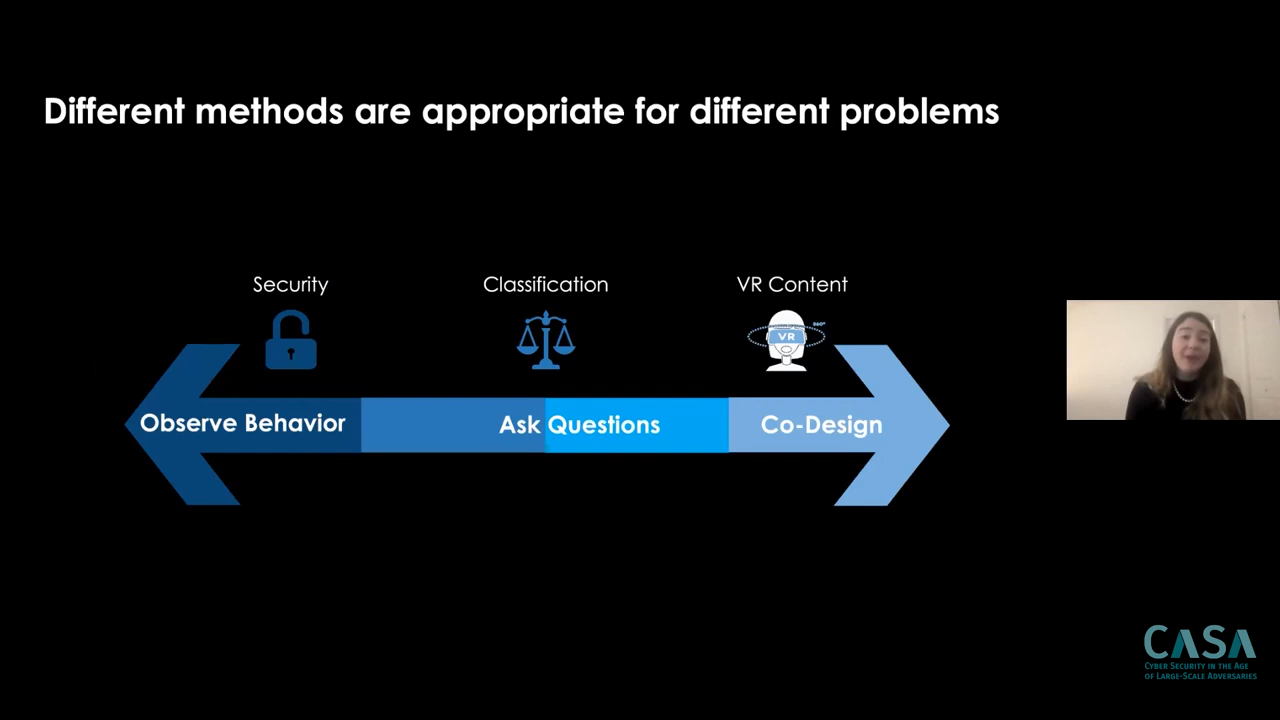 Different methods are appropriate for different problems
Security
Classification
VR Content
360°
VR
Observe Behavior
Ask Questions
Co-Design
CASA
CYBER SECURITY IN THE AGE
OF LARGE-SCALE ADVERSARIES